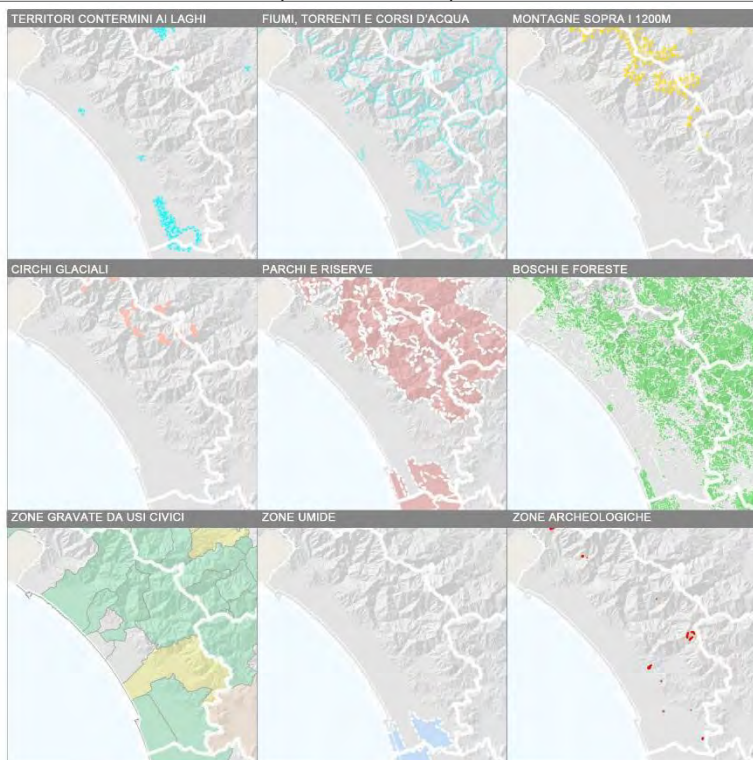 TERRITORI CONTERMINI AI LAGHI
FIUMI, TORRENTI E CORSI D'ACQUA
MONTAGNE SOPRA I 1200M
CIRCHI GLACIALI
PARCHI E RISERVE
BOSCHI E FORESTE
ZONE GRAVATE DA USI CIVICI
ZONE UMIDE
ZONE ARCHEOLOGICHE